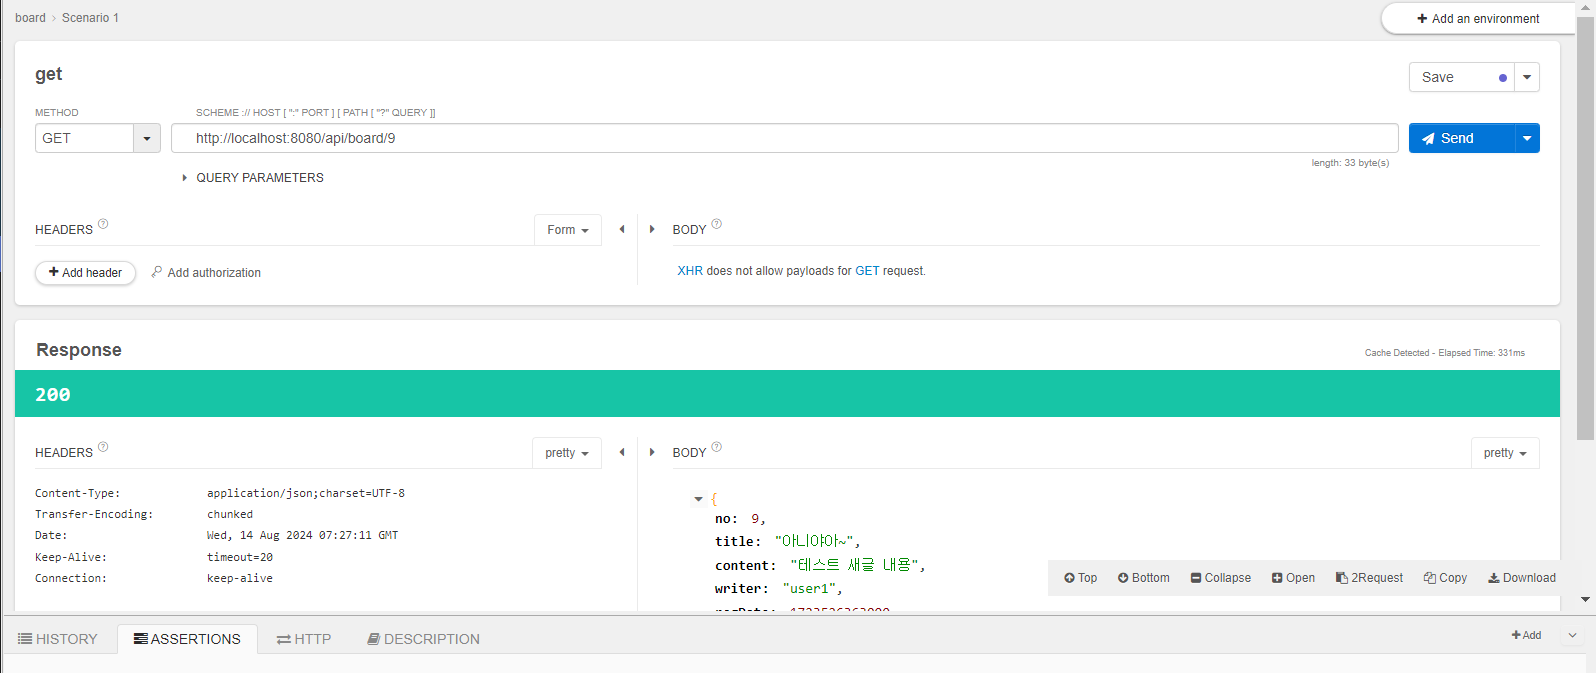 board › Scenario 1
Add an environment
get
Save
METHOD
SCHEME :// HOST [ ":" PORT ] [ PATH [ "?" QUERY ]]
GET
http://localhost:8080/api/board/9
Send
length: 33 byte(s)
QUERY PARAMETERS
HEADERS ?
Form
BODY ?
Add header
Add authorization
XHR does not allow payloads for GET request.
Response
Cache Detected - Elapsed Time: 331ms
200
HEADERS ?
pretty
BODY ?
pretty
Content-Type: application/json;charset=UTF-8
Transfer-Encoding: chunked
Date: Wed, 14 Aug 2024 07:27:11 GMT
Keep-Alive: timeout=20
Connection: keep-alive
{
no: 9,
title: "아니야아~",
content: "테스트 새글 내용",
writer: "user1",
Top Bottom Collapse Open 2Request Copy Download
HISTORY
ASSERTIONS
HTTP
DESCRIPTION
Add